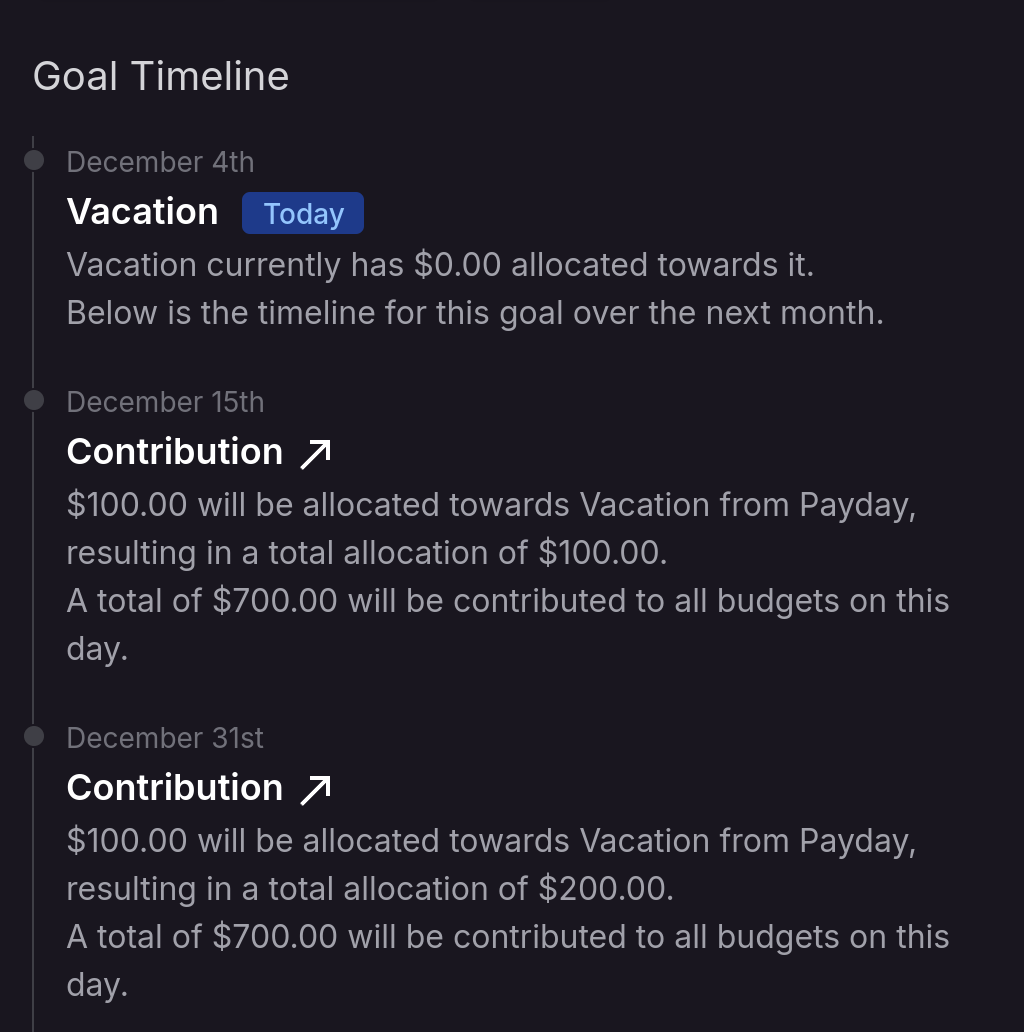 Goal Timeline
December 4th
Vacation Today
Vacation currently has $0.00 allocated towards it.
Below is the timeline for this goal over the next month.
December 15th
Contribution
$100.00 will be allocated towards Vacation from Payday,
resulting in a total allocation of $100.00.
A total of $700.00 will be contributed to all budgets on this
day.
December 31st
Contribution
$100.00 will be allocated towards Vacation from Payday,
resulting in a total allocation of $200.00.
A total of $700.00 will be contributed to all budgets on this
day.